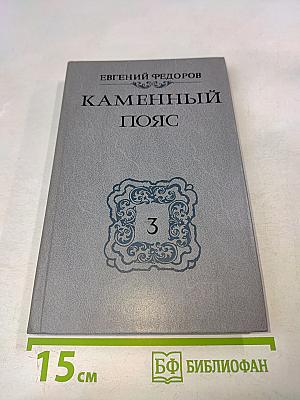 ЕВГЕНИЙ ФЕДОРОВ
КАМЕННЫЙ
ПОЯС
3
15 см
БФ БИБЛИОФАН